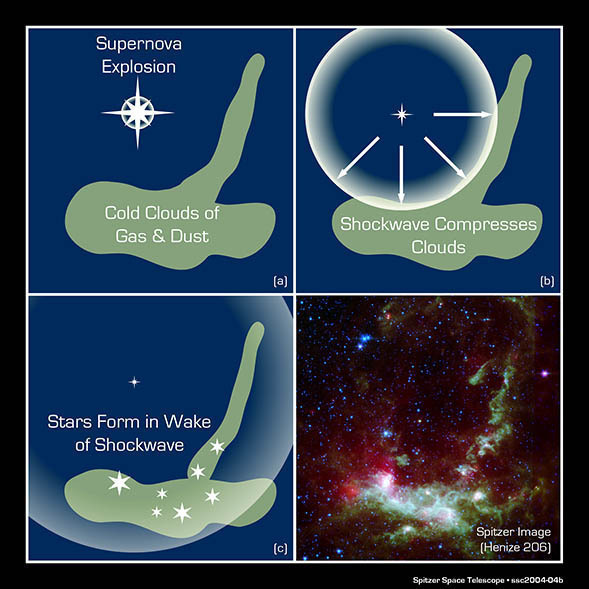 Supernova
Explosion
Cold Clouds of
Gas & Dust
(a)
Shockwave Compresses
Clouds
(b)
Stars Form in Wake
of Shockwave
(c)
Spitzer Image
(Henize 206)
Spitzer Space Telescope • ssc2004-04b